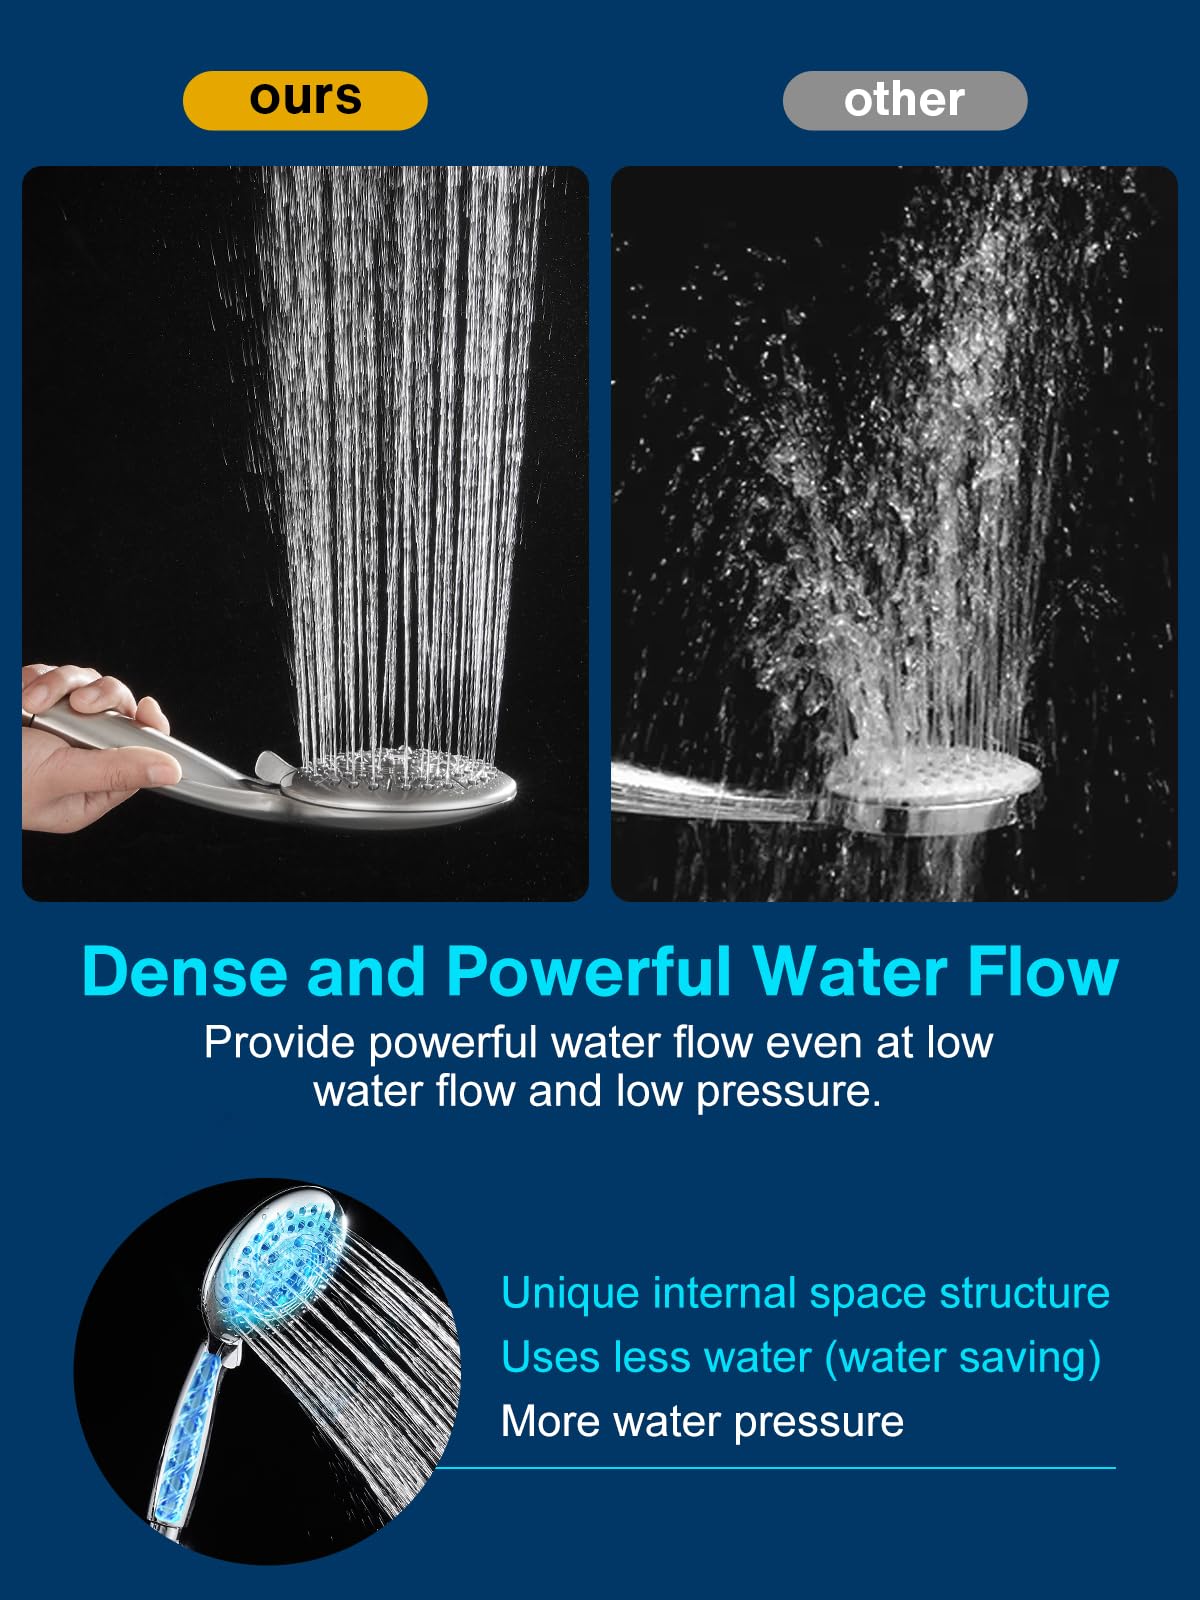 ours
other
Dense and Powerful Water Flow
Provide powerful water flow even at low
water flow and low pressure.
Unique internal space structure
Uses less water (water saving)
More water pressure